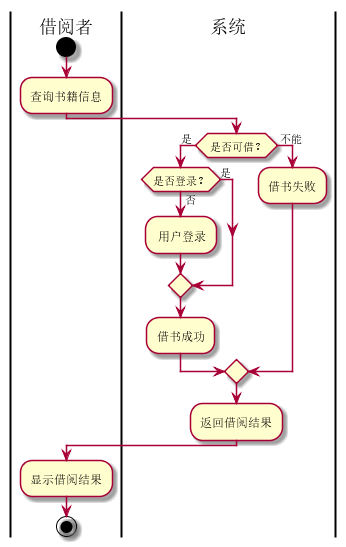 借阅者
系统
查询书籍信息
是否可借？
是
不能
是否登录？
是
借书失败
否
用户登录
借书成功
返回借阅结果
显示借阅结果